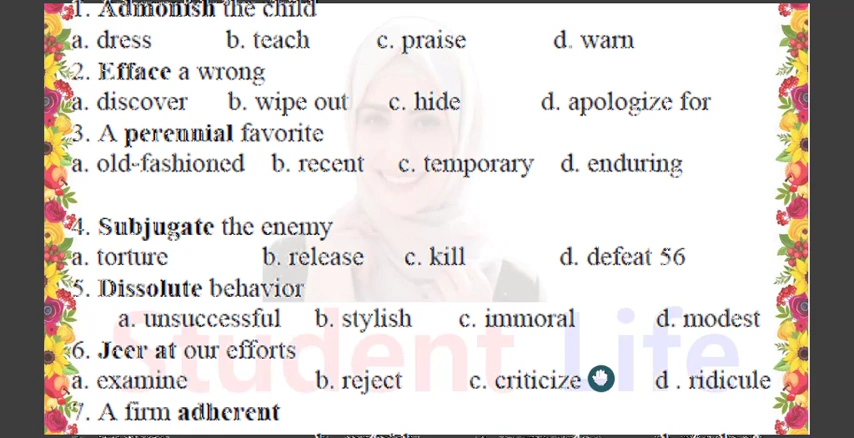 1. Admonish the child
a. dress b. teach c. praise d. warn
2. Efface a wrong
a. discover b. wipe out c. hide d. apologize for
3. A perennial favorite
a. old-fashioned b. recent c. temporary d. enduring
4. Subjugate the enemy
a. torture b. release c. kill d. defeat 56
5. Dissolute behavior
a. unsuccessful b. stylish c. immoral d. modest
Student Life
6. Jeer at our efforts
a. examine b. reject c. criticize d . ridicule
7. A firm adherent